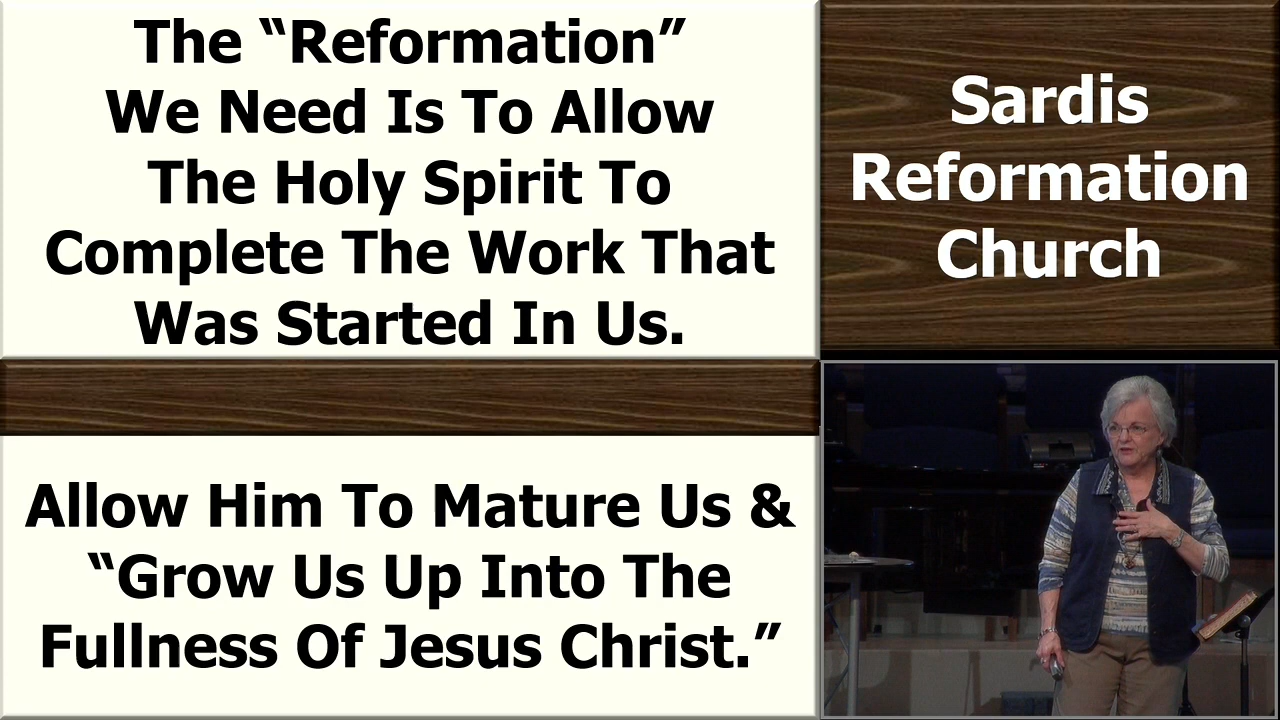 The “Reformation”
We Need Is To Allow
The Holy Spirit To
Complete The Work That
Was Started In Us.
Allow Him To Mature Us &
“Grow Us Up Into The
Fullness Of Jesus Christ.”
Sardis
Reformation
Church